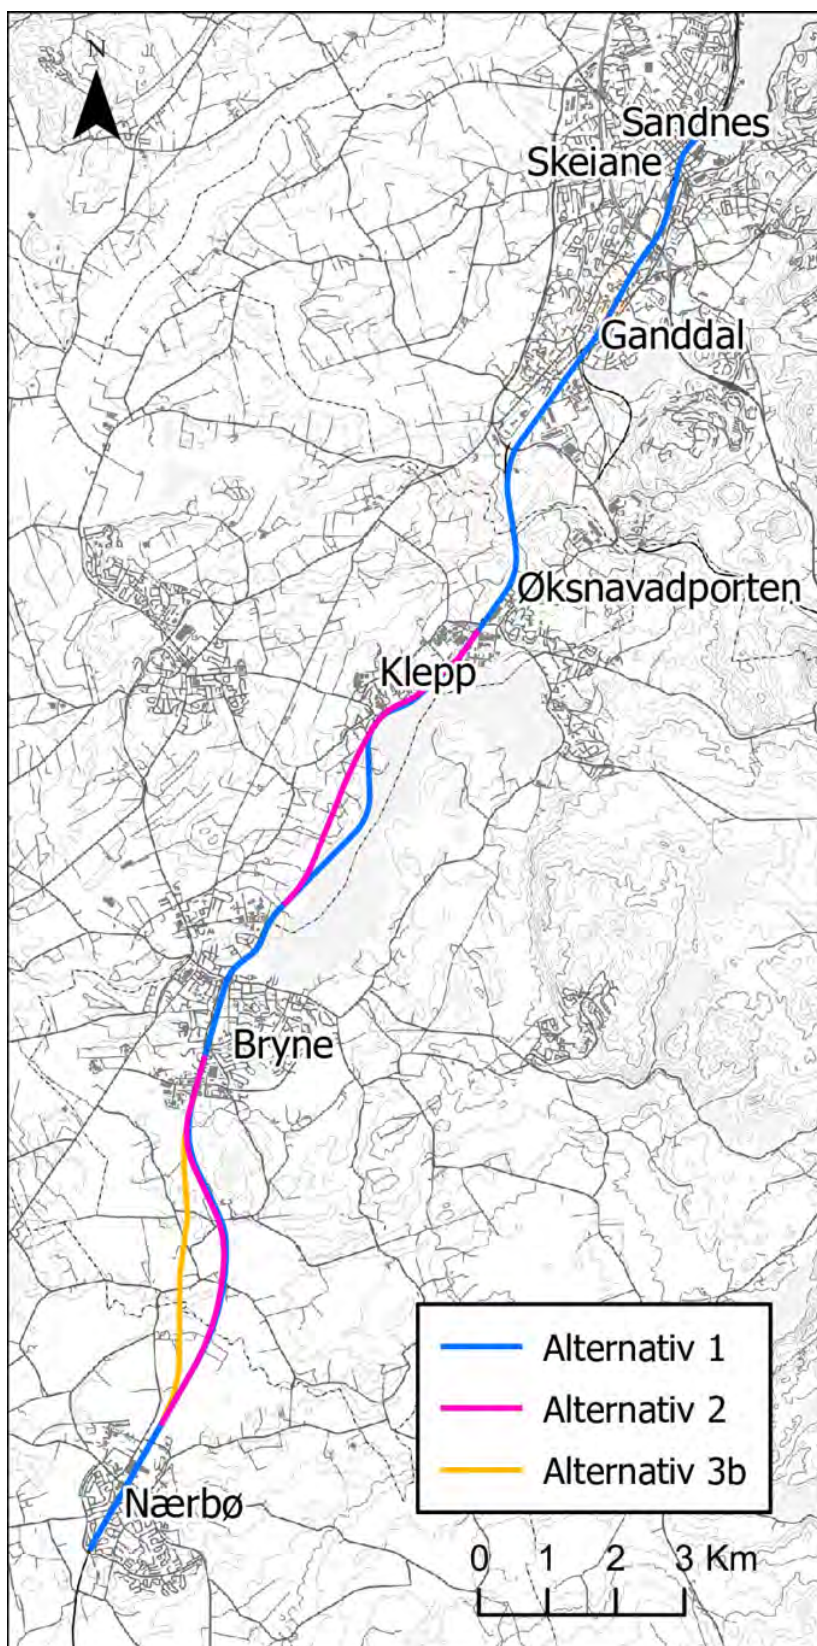 N
Sandnes
Skeiane
Ganddal
Øksnavadporten
Klepp
Bryne
Alternativ 1
Alternativ 2
Alternativ 3b
Nærbø
0 1 2 3 Km